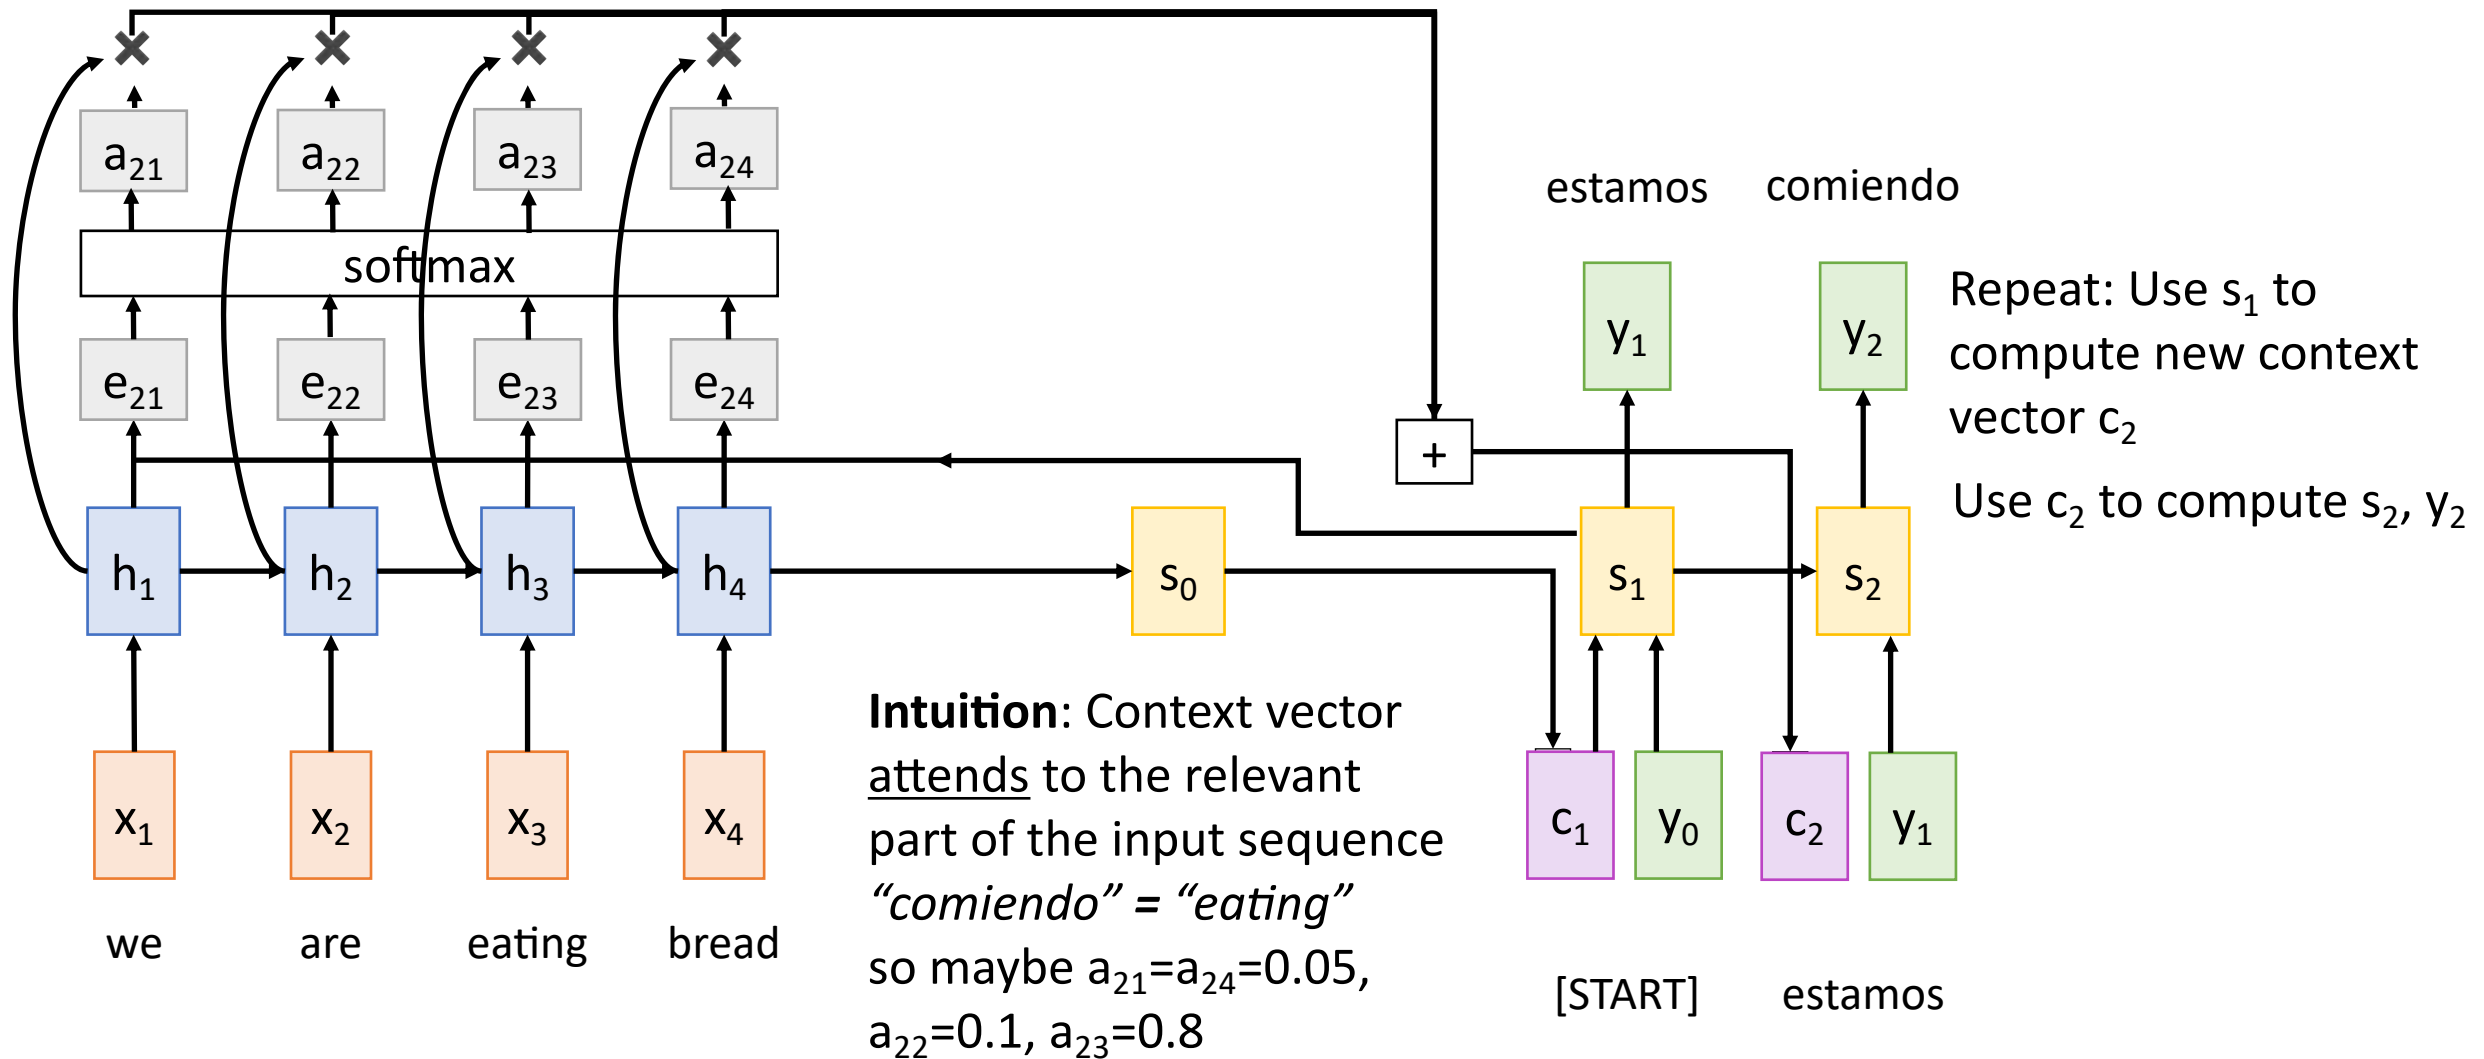 a₂₁ a₂₂ a₂₃ a₂₄
softmax
e₂₁ e₂₂ e₂₃ e₂₄
h₁ h₂ h₃ h₄ s₀ s₁ s₂
x₁ x₂ x₃ x₄
we are eating bread
estamos comiendo
y₁ y₂
+
c₁ y₀ c₂ y₁
[START] estamos
Repeat: Use s₁ to
compute new context
vector c₂
Use c₂ to compute s₂, y₂
Intuition: Context vector
attends to the relevant
part of the input sequence
“comiendo” = “eating”
so maybe a₂₁=a₂₄=0.05,
a₂₂=0.1, a₂₃=0.8